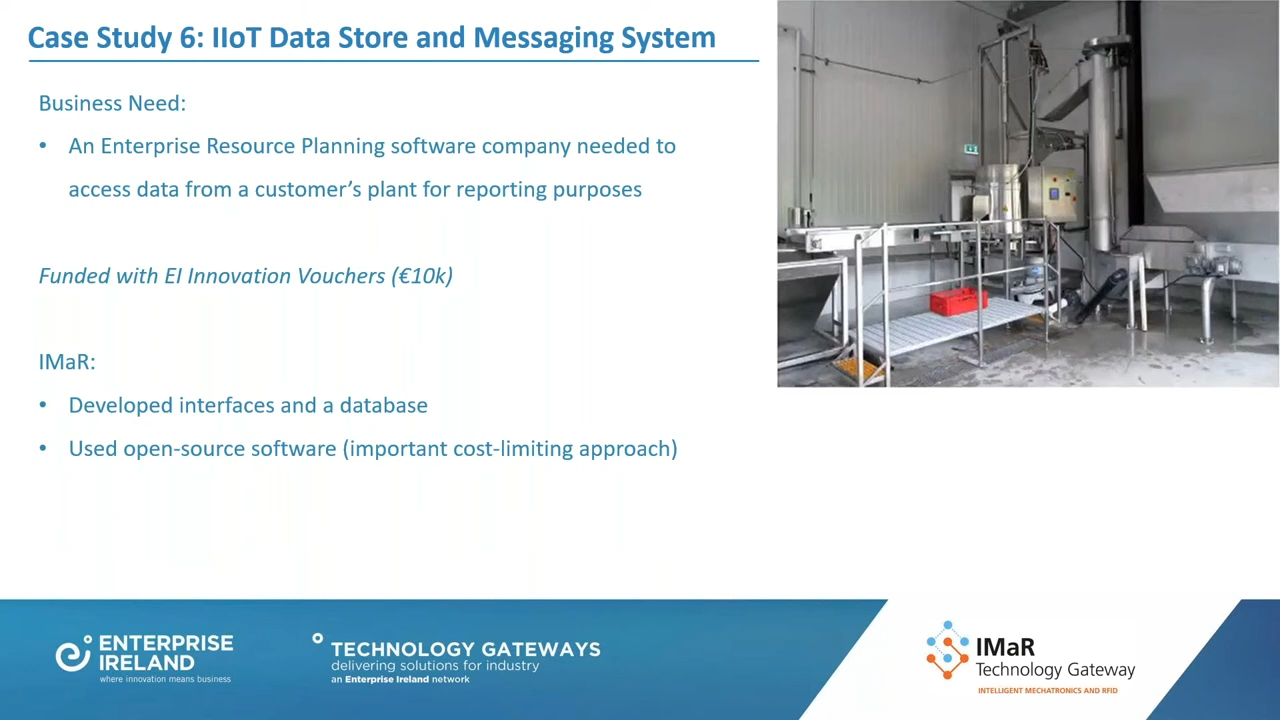 Case Study 6: IIoT Data Store and Messaging System
Business Need:
• An Enterprise Resource Planning software company needed to
access data from a customer’s plant for reporting purposes
Funded with EI Innovation Vouchers (€10k)
IMaR:
• Developed interfaces and a database
• Used open-source software (important cost-limiting approach)
ENTERPRISE
IRELAND
where innovation means business
TECHNOLOGY GATEWAYS
delivering solutions for industry
an Enterprise Ireland network
IMaR
Technology Gateway
INTELLIGENT MECHATRONICS AND RFID